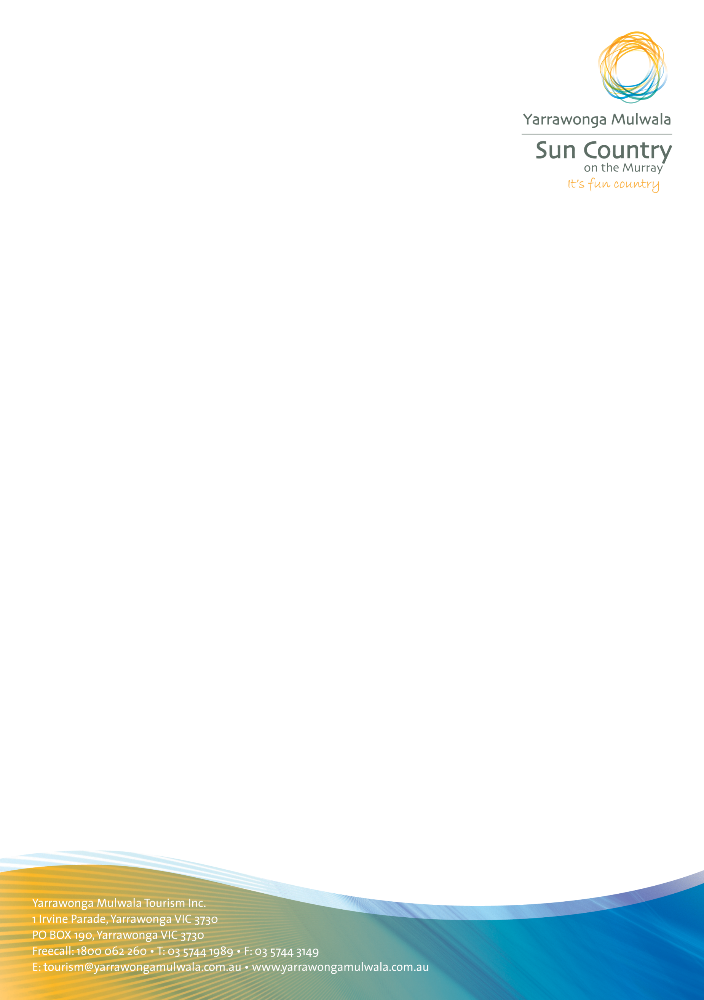 Yarrawonga Mulwala
Sun Country
on the Murray
It's fun country
Yarrawonga Mulwala Tourism Inc.
1 Irvine Parade, Yarrawonga VIC 3730
PO BOX 190, Yarrawonga VIC 3730
Freecall: 1800 062 260 • T: 03 5744 1989 • F: 03 5744 3149
E: tourism@yarrawongamulwala.com.au • www.yarrawongamulwala.com.au